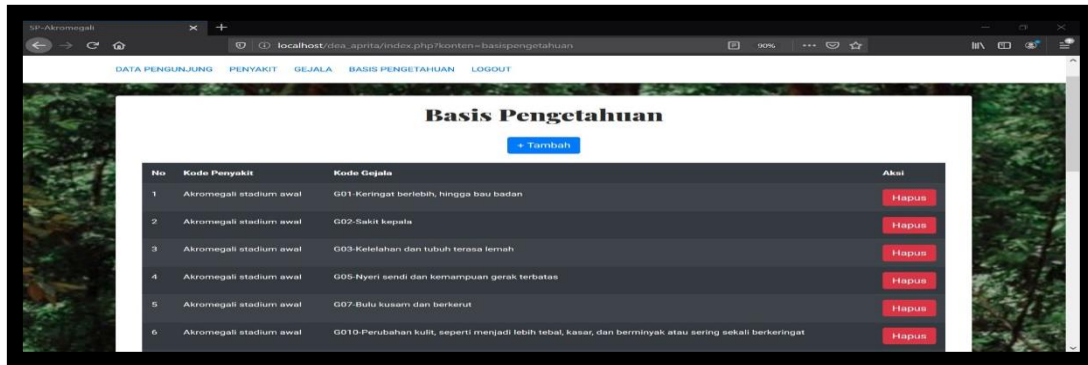 SP-Akromegali
localhost/dea_aprita/index.php?konten=basispengetahuan 90%
DATA PENGUNJUNG PENYAKIT GEJALA BASIS PENGETAHUAN LOGOUT
Basis Pengetahuan
+ Tambah
No Kode Penyakit Kode Gejala Aksi
1 Akromegali stadium awal G01-Keringat berlebih, hingga bau badan Hapus
2 Akromegali stadium awal G02-Sakit kepala Hapus
3 Akromegali stadium awal G03-Kelelahan dan tubuh terasa lemah Hapus
4 Akromegali stadium awal G05-Nyeri sendi dan kemampuan gerak terbatas Hapus
5 Akromegali stadium awal G07-Bulu kusam dan berkerut Hapus
6 Akromegali stadium awal G010-Perubahan kulit, seperti menjadi lebih tebal, kasar, dan berminyak atau sering sekali berkeringat Hapus